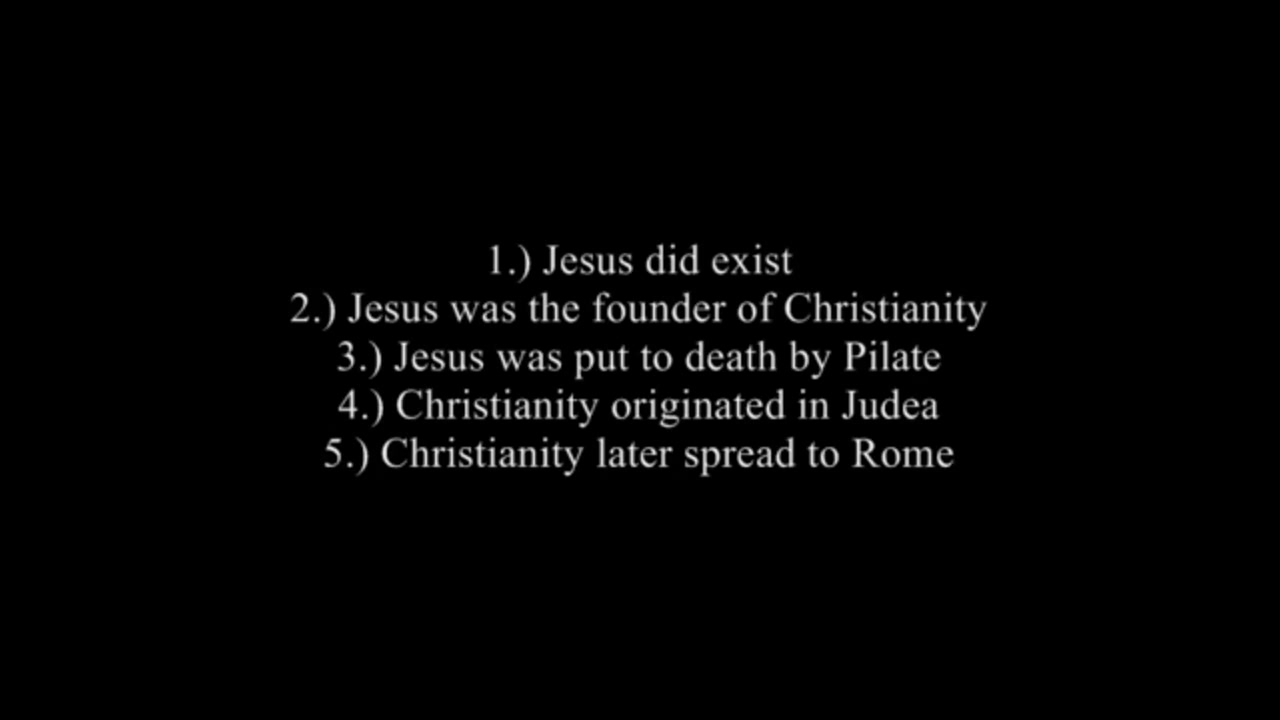 1.) Jesus did exist
2.) Jesus was the founder of Christianity
3.) Jesus was put to death by Pilate
4.) Christianity originated in Judea
5.) Christianity later spread to Rome